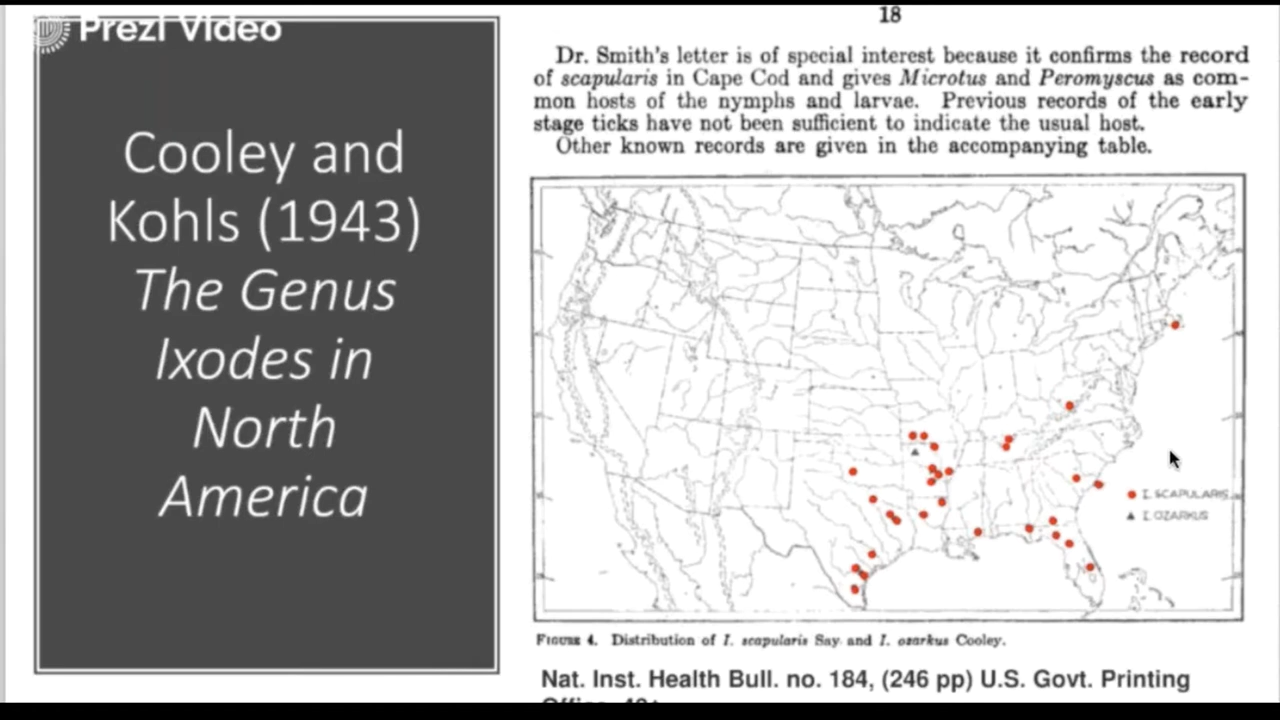 Prezi Video
Cooley and
Kohls (1943)
The Genus
Ixodes in
North
America
18
Dr. Smith's letter is of special interest because it confirms the record
of scapularis in Cape Cod and gives Microtus and Peromyscus as com-
mon hosts of the nymphs and larvae. Previous records of the early
stage ticks have not been sufficient to indicate the usual host.
Other known records are given in the accompanying table.
I. SCAPULARIS
I. OZARKUS
FIGURE 4. Distribution of I. scapularis Say and I. ozarkus Cooley.
Nat. Inst. Health Bull. no. 184, (246 pp) U.S. Govt. Printing